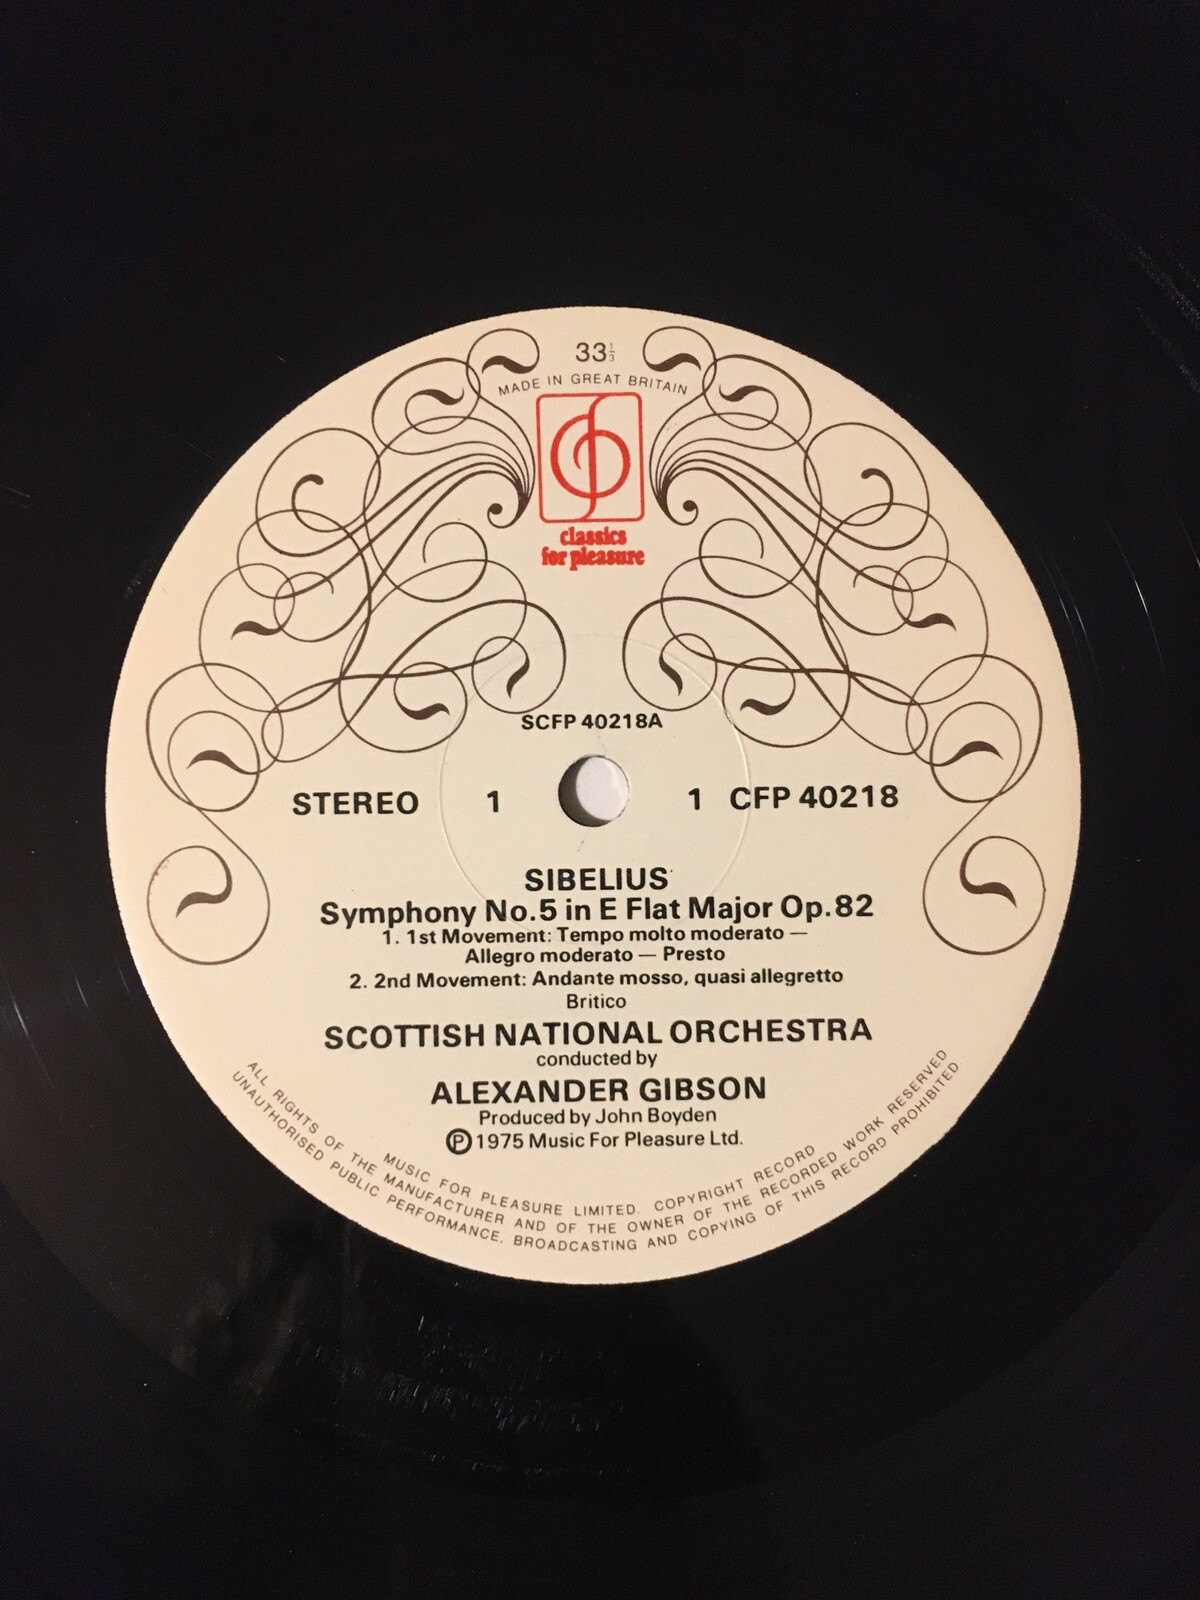 33 1/3
MADE IN GREAT BRITAIN
classics
for pleasure
SCFP 40218A
STEREO 1 1 CFP 40218
SIBELIUS
Symphony No.5 in E Flat Major Op.82
1. 1st Movement: Tempo molto moderato —
Allegro moderato — Presto
2. 2nd Movement: Andante mosso, quasi allegretto
Britico
SCOTTISH NATIONAL ORCHESTRA
conducted by
ALEXANDER GIBSON
Produced by John Boyden
Ⓟ 1975 Music For Pleasure Ltd.
MUSIC FOR PLEASURE LIMITED. COPYRIGHT RECORD
ALL RIGHTS OF THE MANUFACTURER AND OF THE OWNER OF THE RECORDED WORK RESERVED
UNAUTHORISED PUBLIC PERFORMANCE, BROADCASTING AND COPYING OF THIS RECORD PROHIBITED